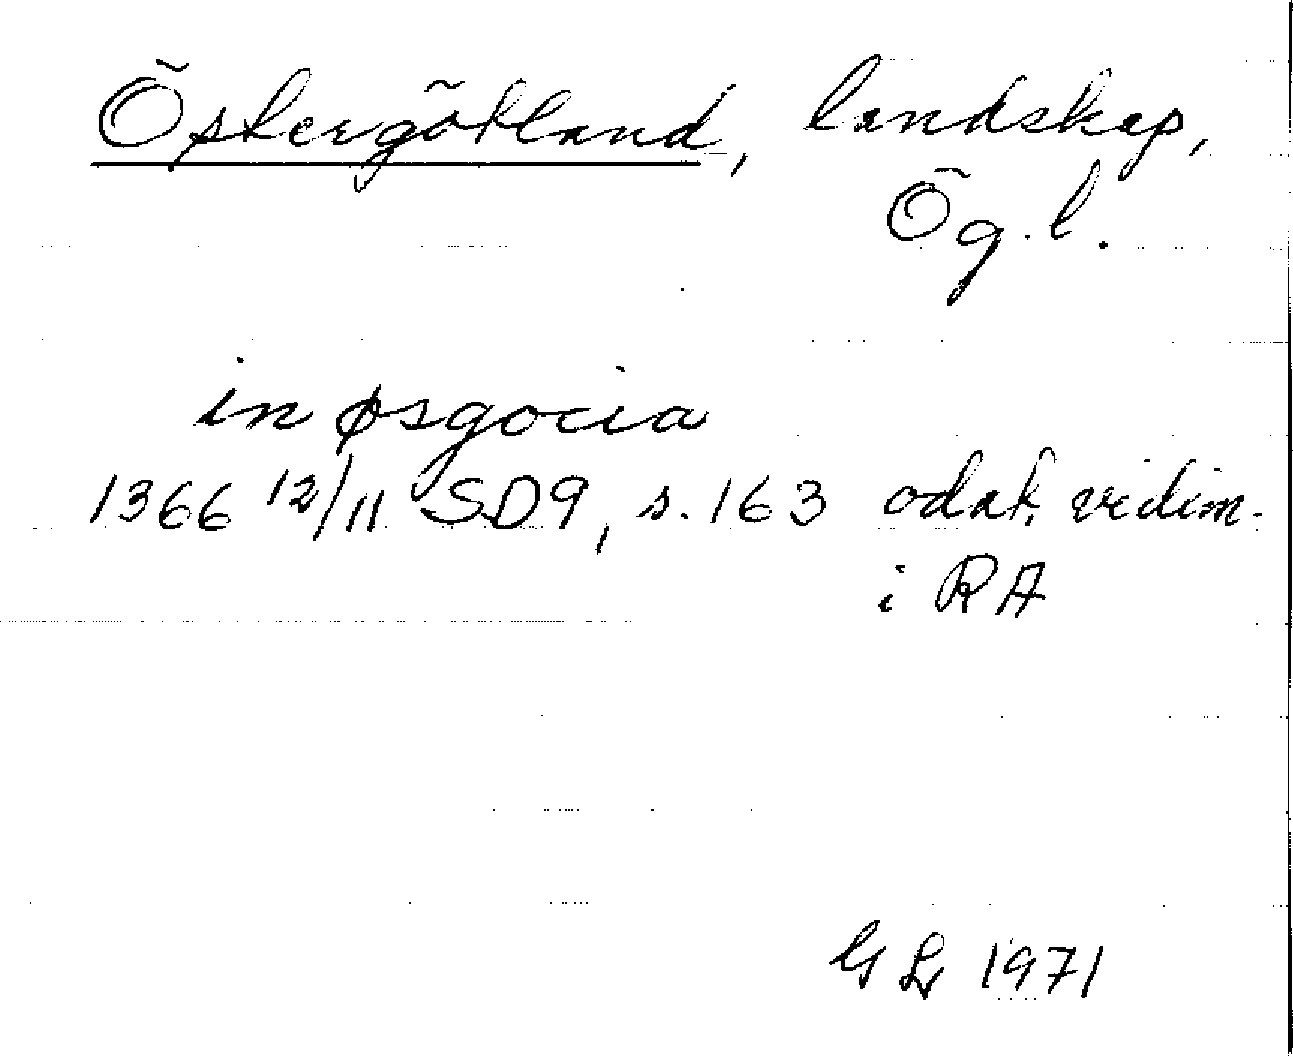 Östergötland, landskap,
Ög. l.
in øsgocia
1366 12/11 SD9, s. 163 odat. vidim.
i RA
GL 1971